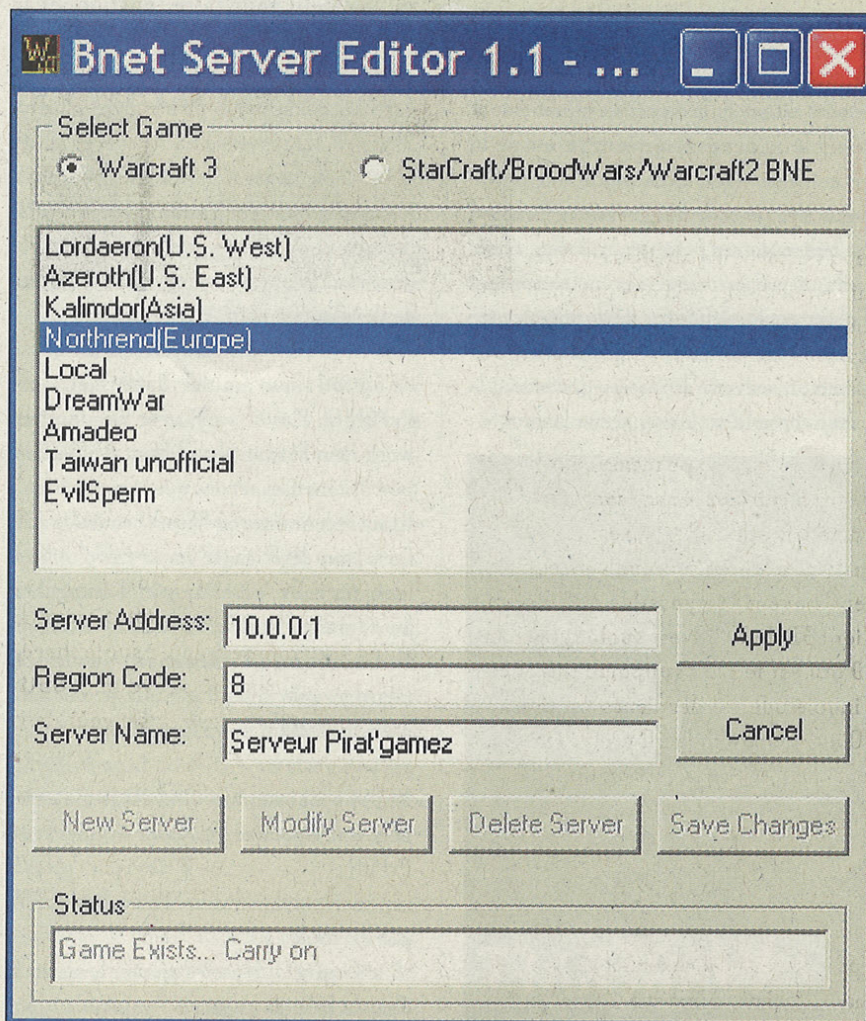 Bnet Server Editor 1.1 - ...
Select Game
Warcraft 3
StarCraft/BroodWars/Warcraft2 BNE
Lordaeron(U.S. West)
Azeroth(U.S. East)
Kalimdor(Asia)
Northrend(Europe)
Local
DreamWar
Amadeo
Taiwan unofficial
EvilSperm
Server Address: 10.0.0.1
Apply
Region Code: 8
Server Name: Serveur Pirat'gamez
Cancel
New Server Modify Server Delete Server Save Changes
Status
Game Exists... Carry on